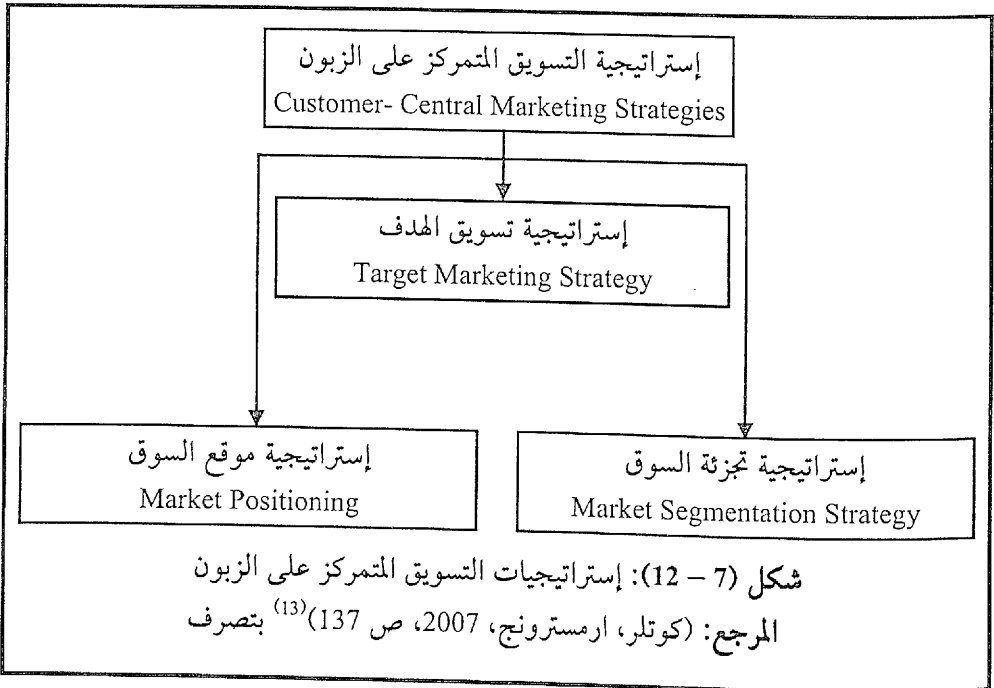 إستراتيجية التسويق المتمركز على الزبون
Customer- Central Marketing Strategies
إستراتيجية تسويق الهدف
Target Marketing Strategy
إستراتيجية تجزئة السوق
Market Segmentation Strategy
إستراتيجية موقع السوق
Market Positioning
شكل (7 – 12): إستراتيجيات التسويق المتمركز على الزبون
المرجع: (كوتلر، ارمسترونج، 2007، ص 137)(13) بتصرف